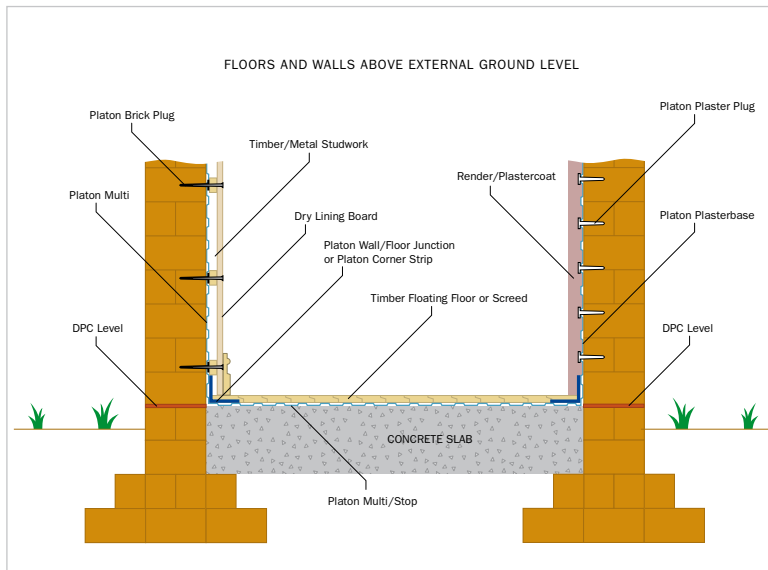 FLOORS AND WALLS ABOVE EXTERNAL GROUND LEVEL
Platon Brick Plug
Timber/Metal Studwork
Platon Multi
Dry Lining Board
Platon Wall/Floor Junction
or Platon Corner Strip
Timber Floating Floor or Screed
DPC Level
Platon Plaster Plug
Render/Plastercoat
Platon Plasterbase
DPC Level
CONCRETE SLAB
Platon Multi/Stop